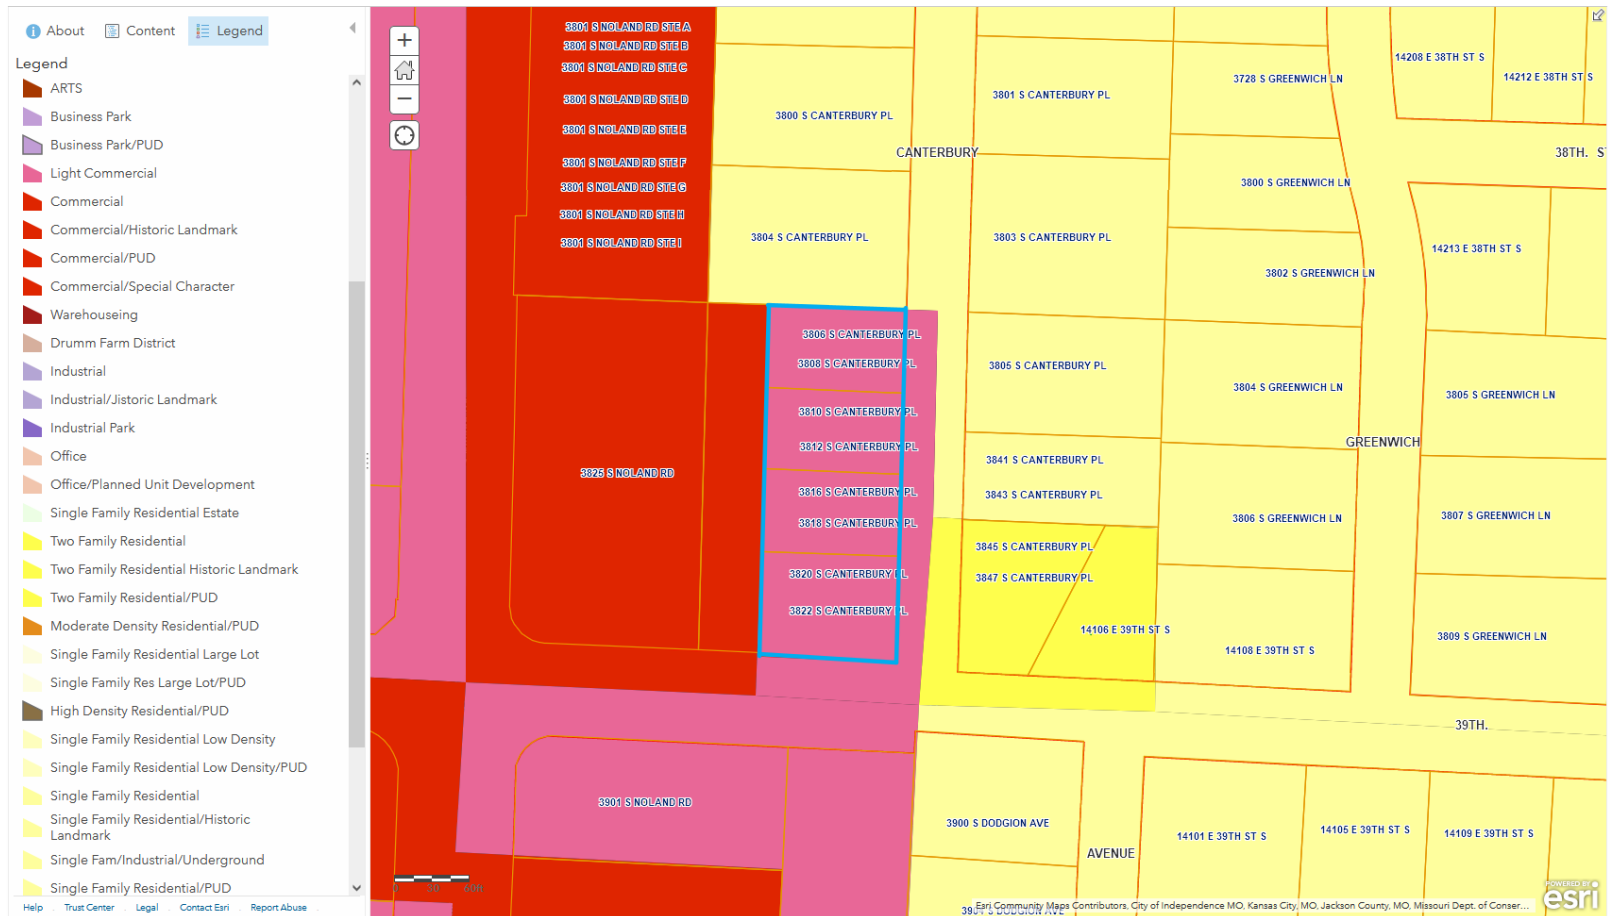 About
Content
Legend
Legend
ARTS
Business Park
Business Park/PUD
Light Commercial
Commercial
Commercial/Historic Landmark
Commercial/PUD
Commercial/Special Character
Warehouseing
Drumm Farm District
Industrial
Industrial/Jistoric Landmark
Industrial Park
Office
Office/Planned Unit Development
Single Family Residential Estate
Two Family Residential
Two Family Residential Historic Landmark
Two Family Residential/PUD
Moderate Density Residential/PUD
Single Family Residential Large Lot
Single Family Res Large Lot/PUD
High Density Residential/PUD
Single Family Residential Low Density
Single Family Residential Low Density/PUD
Single Family Residential
Single Family Residential/Historic
Landmark
Single Fam/Industrial/Underground
Single Family Residential/PUD
Help
Trust Center
Legal
Contact Esri
Report Abuse
3801 S NOLAND RD STE A
3801 S NOLAND RD STE B
3801 S NOLAND RD STE C
3801 S NOLAND RD STE D
3801 S NOLAND RD STE E
3801 S NOLAND RD STE F
3801 S NOLAND RD STE G
3801 S NOLAND RD STE H
3801 S NOLAND RD STE I
3825 S NOLAND RD
3901 S NOLAND RD
3800 S CANTERBURY PL
3804 S CANTERBURY PL
3806 S CANTERBURY PL
3808 S CANTERBURY PL
3810 S CANTERBURY PL
3812 S CANTERBURY PL
3816 S CANTERBURY PL
3818 S CANTERBURY PL
3820 S CANTERBURY PL
3822 S CANTERBURY PL
CANTERBURY
3801 S CANTERBURY PL
3803 S CANTERBURY PL
3805 S CANTERBURY PL
3841 S CANTERBURY PL
3843 S CANTERBURY PL
3845 S CANTERBURY PL
3847 S CANTERBURY PL
14106 E 39TH ST S
3728 S GREENWICH LN
3800 S GREENWICH LN
3802 S GREENWICH LN
3804 S GREENWICH LN
3806 S GREENWICH LN
14108 E 39TH ST S
GREENWICH
14208 E 38TH ST S
14212 E 38TH ST S
38TH. S
14213 E 38TH ST S
3805 S GREENWICH LN
3807 S GREENWICH LN
3809 S GREENWICH LN
39TH.
3900 S DODGION AVE
AVENUE
14101 E 39TH ST S
14105 E 39TH ST S
14109 E 39TH ST S
3904 S DODGION AVE
0 30 60ft
Esri Community Maps Contributors, City of Independence MO, Kansas City, MO, Jackson County, MO, Missouri Dept. of Conser...
POWERED BY
esri